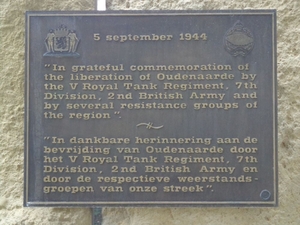 5 september 1944
"In grateful commemoration of
the liberation of Oudenaarde by
the V Royal Tank Regiment, 7th
Division, 2nd British Army and
by several resistance groups of
the region".
"In dankbare herinnering aan de
bevrijding van Oudenaarde door
het V Royal Tank Regiment, 7th
Division, 2nd British Army en
door de respectieve weerstands-
groepen van onze streek".